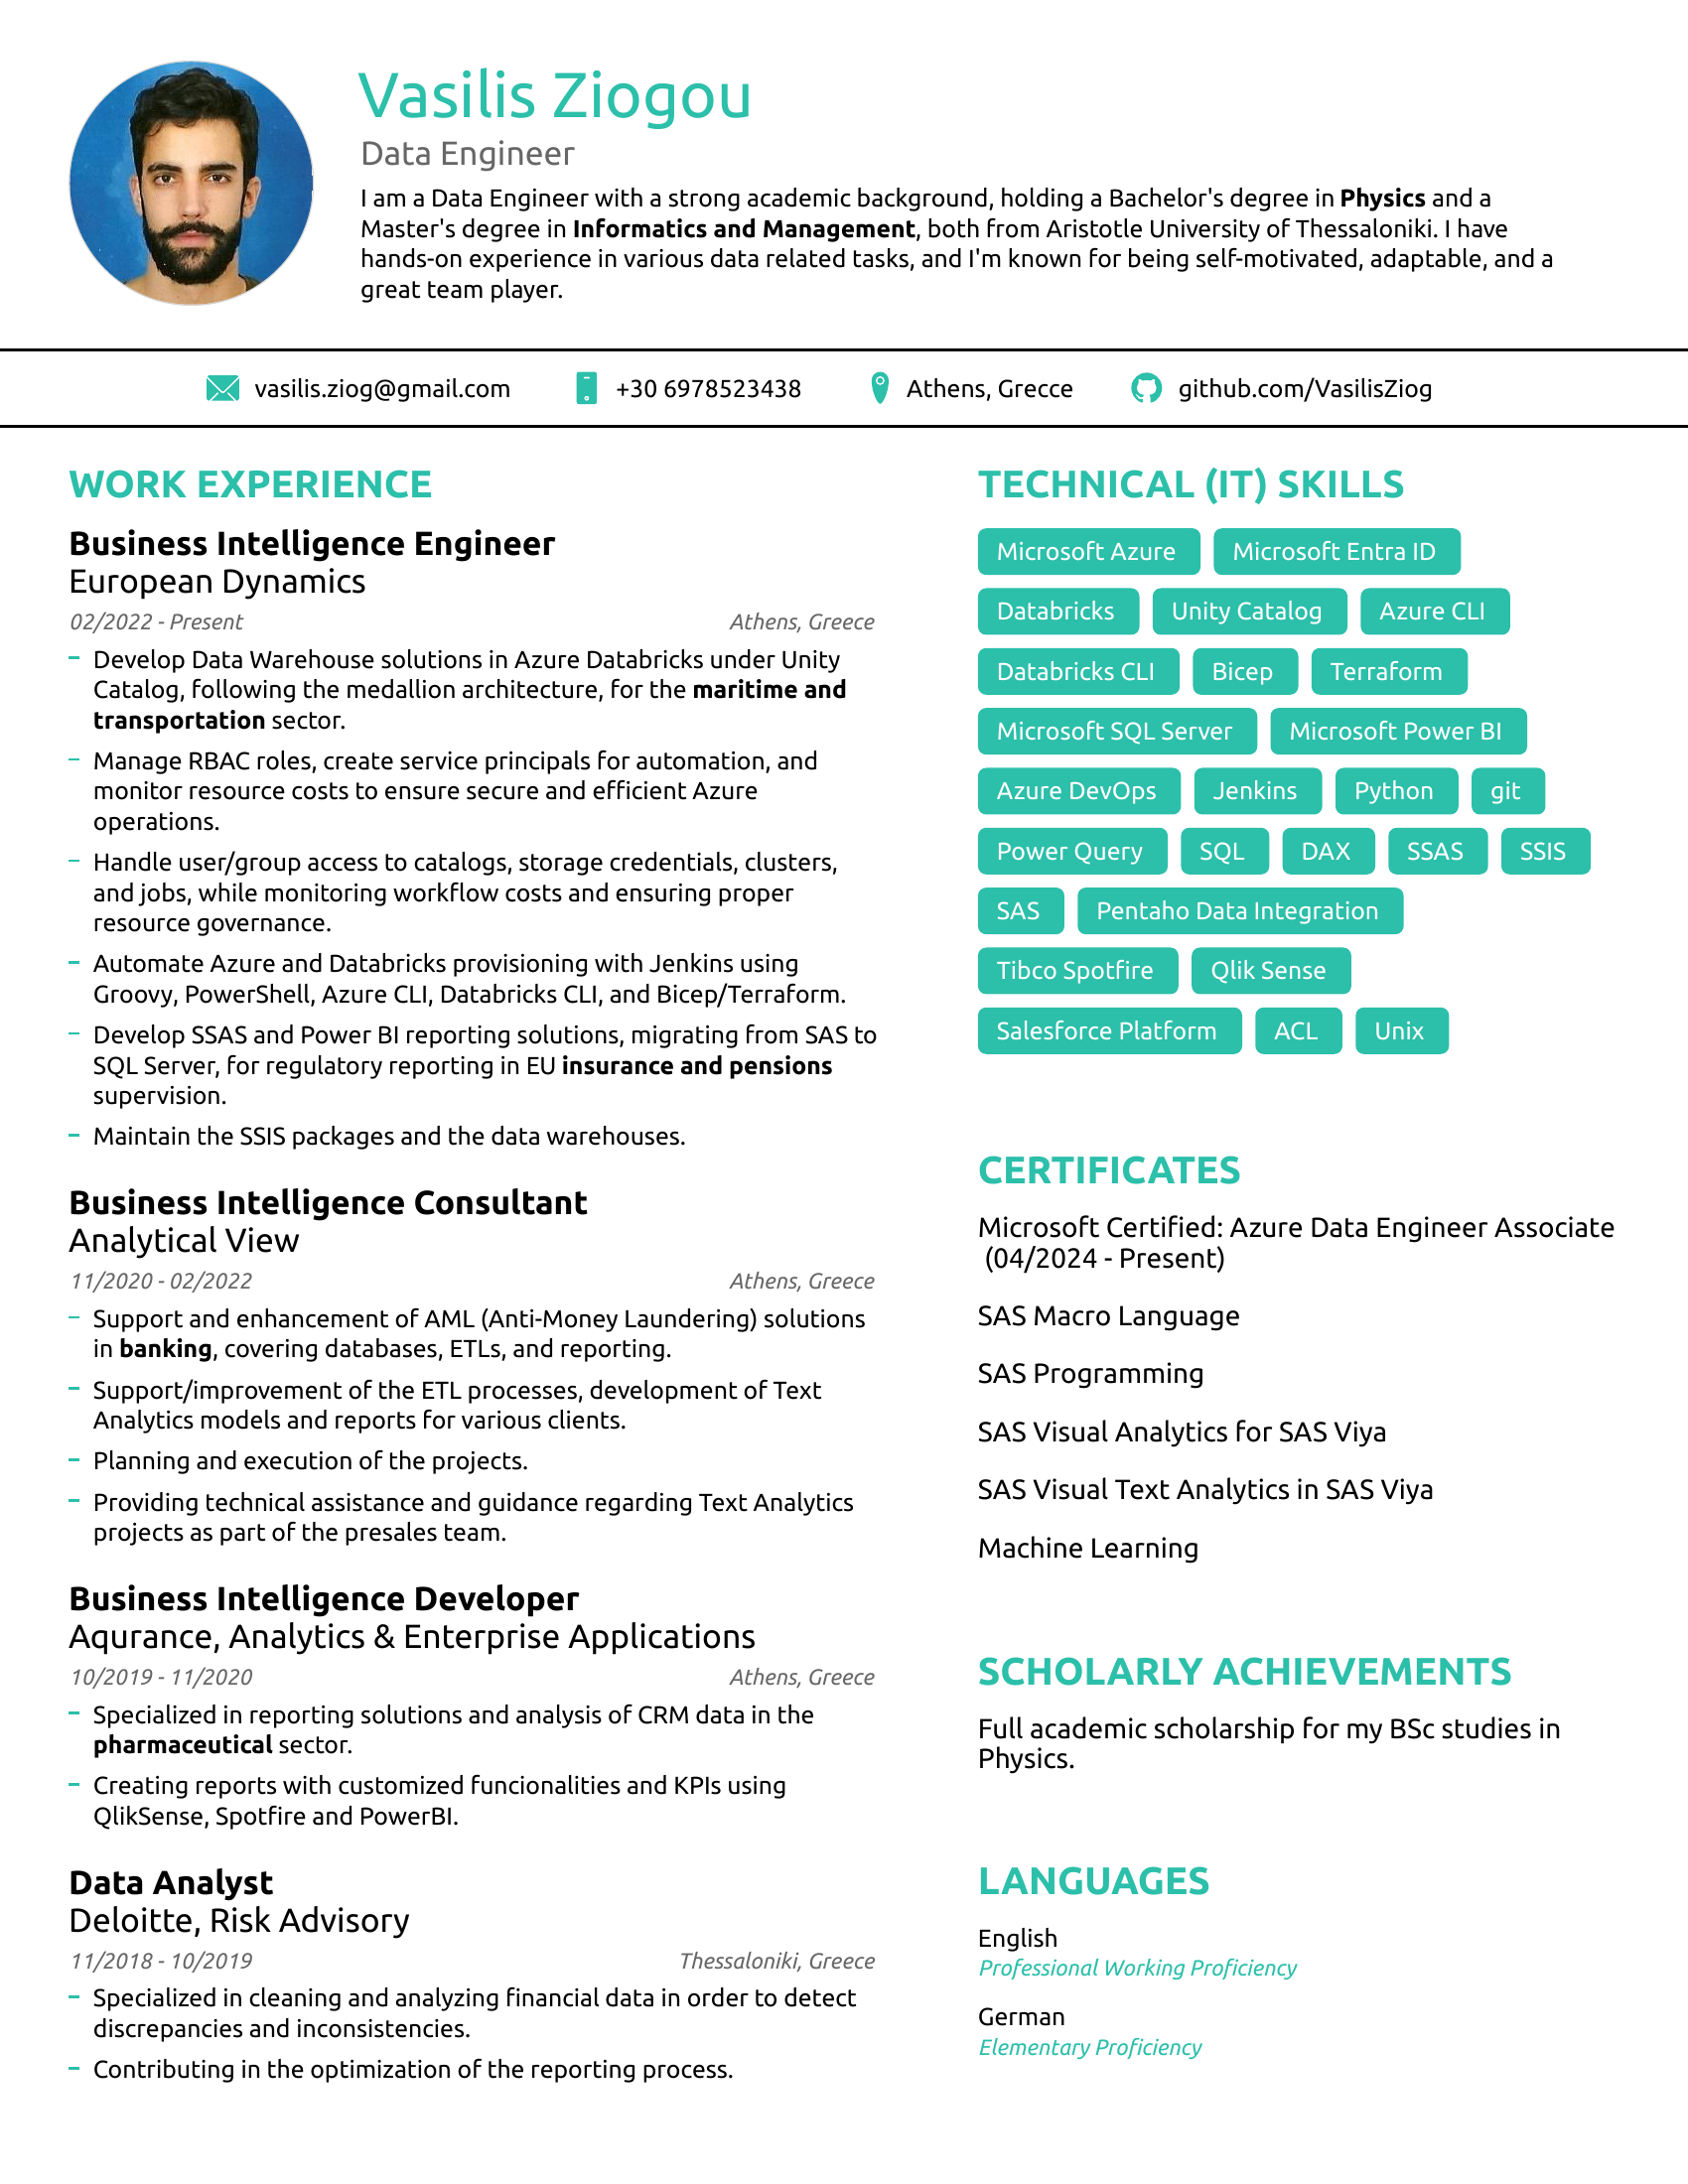 Vasilis Ziogou
Data Engineer
I am a Data Engineer with a strong academic background, holding a Bachelor's degree in Physics and a
Master's degree in Informatics and Management, both from Aristotle University of Thessaloniki. I have
hands-on experience in various data related tasks, and I'm known for being self-motivated, adaptable, and a
great team player.
vasilis.ziog@gmail.com +30 6978523438 Athens, Grecce github.com/VasilisZiog
WORK EXPERIENCE
Business Intelligence Engineer
European Dynamics
02/2022 - Present Athens, Greece
– Develop Data Warehouse solutions in Azure Databricks under Unity
Catalog, following the medallion architecture, for the maritime and
transportation sector.
– Manage RBAC roles, create service principals for automation, and
monitor resource costs to ensure secure and efficient Azure
operations.
– Handle user/group access to catalogs, storage credentials, clusters,
and jobs, while monitoring workflow costs and ensuring proper
resource governance.
– Automate Azure and Databricks provisioning with Jenkins using
Groovy, PowerShell, Azure CLI, Databricks CLI, and Bicep/Terraform.
– Develop SSAS and Power BI reporting solutions, migrating from SAS to
SQL Server, for regulatory reporting in EU insurance and pensions
supervision.
– Maintain the SSIS packages and the data warehouses.
Business Intelligence Consultant
Analytical View
11/2020 - 02/2022 Athens, Greece
– Support and enhancement of AML (Anti-Money Laundering) solutions
in banking, covering databases, ETLs, and reporting.
– Support/improvement of the ETL processes, development of Text
Analytics models and reports for various clients.
– Planning and execution of the projects.
– Providing technical assistance and guidance regarding Text Analytics
projects as part of the presales team.
Business Intelligence Developer
Aqurance, Analytics & Enterprise Applications
10/2019 - 11/2020 Athens, Greece
– Specialized in reporting solutions and analysis of CRM data in the
pharmaceutical sector.
– Creating reports with customized funcionalities and KPIs using
QlikSense, Spotfire and PowerBI.
Data Analyst
Deloitte, Risk Advisory
11/2018 - 10/2019 Thessaloniki, Greece
– Specialized in cleaning and analyzing financial data in order to detect
discrepancies and inconsistencies.
– Contributing in the optimization of the reporting process.
TECHNICAL (IT) SKILLS
Microsoft Azure Microsoft Entra ID
Databricks Unity Catalog Azure CLI
Databricks CLI Bicep Terraform
Microsoft SQL Server Microsoft Power BI
Azure DevOps Jenkins Python git
Power Query SQL DAX SSAS SSIS
SAS Pentaho Data Integration
Tibco Spotfire Qlik Sense
Salesforce Platform ACL Unix
CERTIFICATES
Microsoft Certified: Azure Data Engineer Associate
(04/2024 - Present)
SAS Macro Language
SAS Programming
SAS Visual Analytics for SAS Viya
SAS Visual Text Analytics in SAS Viya
Machine Learning
SCHOLARLY ACHIEVEMENTS
Full academic scholarship for my BSc studies in
Physics.
LANGUAGES
English
Professional Working Proficiency
German
Elementary Proficiency